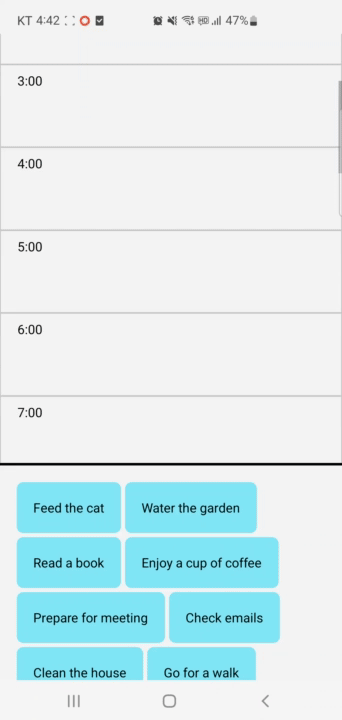 KT 4:42 47%
3:00
4:00
5:00
6:00
7:00
Feed the cat Water the garden
Read a book Enjoy a cup of coffee
Prepare for meeting Check emails
Clean the house Go for a walk